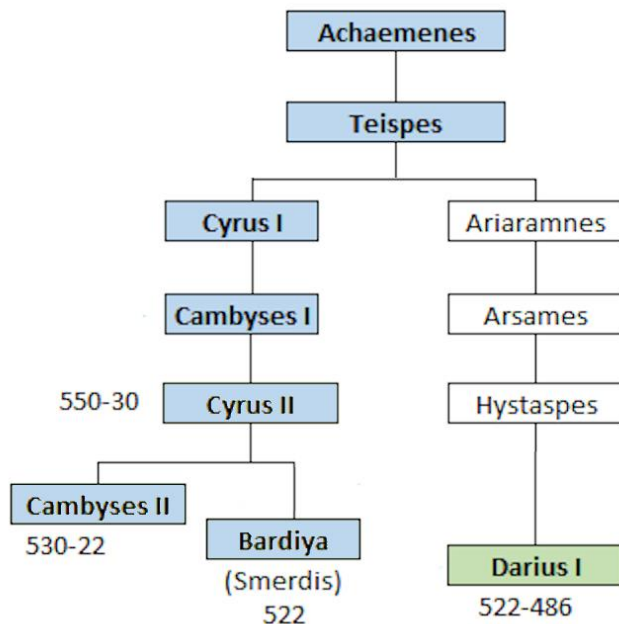 Achaemenes
Teispes
Cyrus I
Ariaramnes
Cambyses I
Arsames
550-30
Cyrus II
Hystaspes
Cambyses II
530-22
Bardiya
(Smerdis)
522
Darius I
522-486